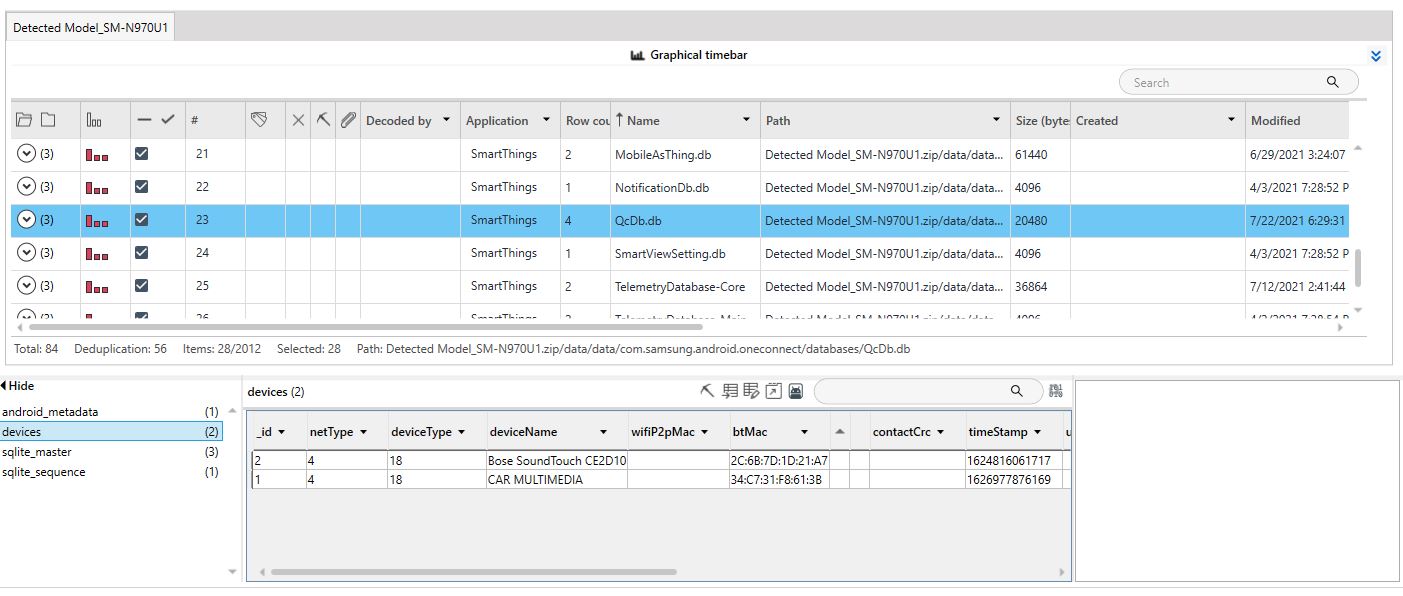 Detected Model_SM-N970U1
Graphical timebar
Search
# Decoded by Application Row cou Name Path Size (bytes Created Modified
(3) 21 SmartThings 2 MobileAsThing.db Detected Model_SM-N970U1.zip/data/data... 61440 6/29/2021 3:24:07
(3) 22 SmartThings 1 NotificationDb.db Detected Model_SM-N970U1.zip/data/data... 4096 4/3/2021 7:28:52 P
(3) 23 SmartThings 4 QcDb.db Detected Model_SM-N970U1.zip/data/data... 20480 7/22/2021 6:29:31
(3) 24 SmartThings 1 SmartViewSetting.db Detected Model_SM-N970U1.zip/data/data... 4096 4/3/2021 7:28:52 P
(3) 25 SmartThings 2 TelemetryDatabase-Core Detected Model_SM-N970U1.zip/data/data... 36864 7/12/2021 2:41:44
Total: 84 Deduplication: 56 Items: 28/2012 Selected: 28 Path: Detected Model_SM-N970U1.zip/data/data/com.samsung.android.oneconnect/databases/QcDb.db
Hide
android_metadata (1)
devices (2)
sqlite_master (3)
sqlite_sequence (1)
devices (2)
_id netType deviceType deviceName wifiP2pMac btMac contactCrc timeStamp u
2 4 18 Bose SoundTouch CE2D10 2C:6B:7D:1D:21:A7 1624816061717
1 4 18 CAR MULTIMEDIA 34:C7:31:F8:61:3B 1626977876169